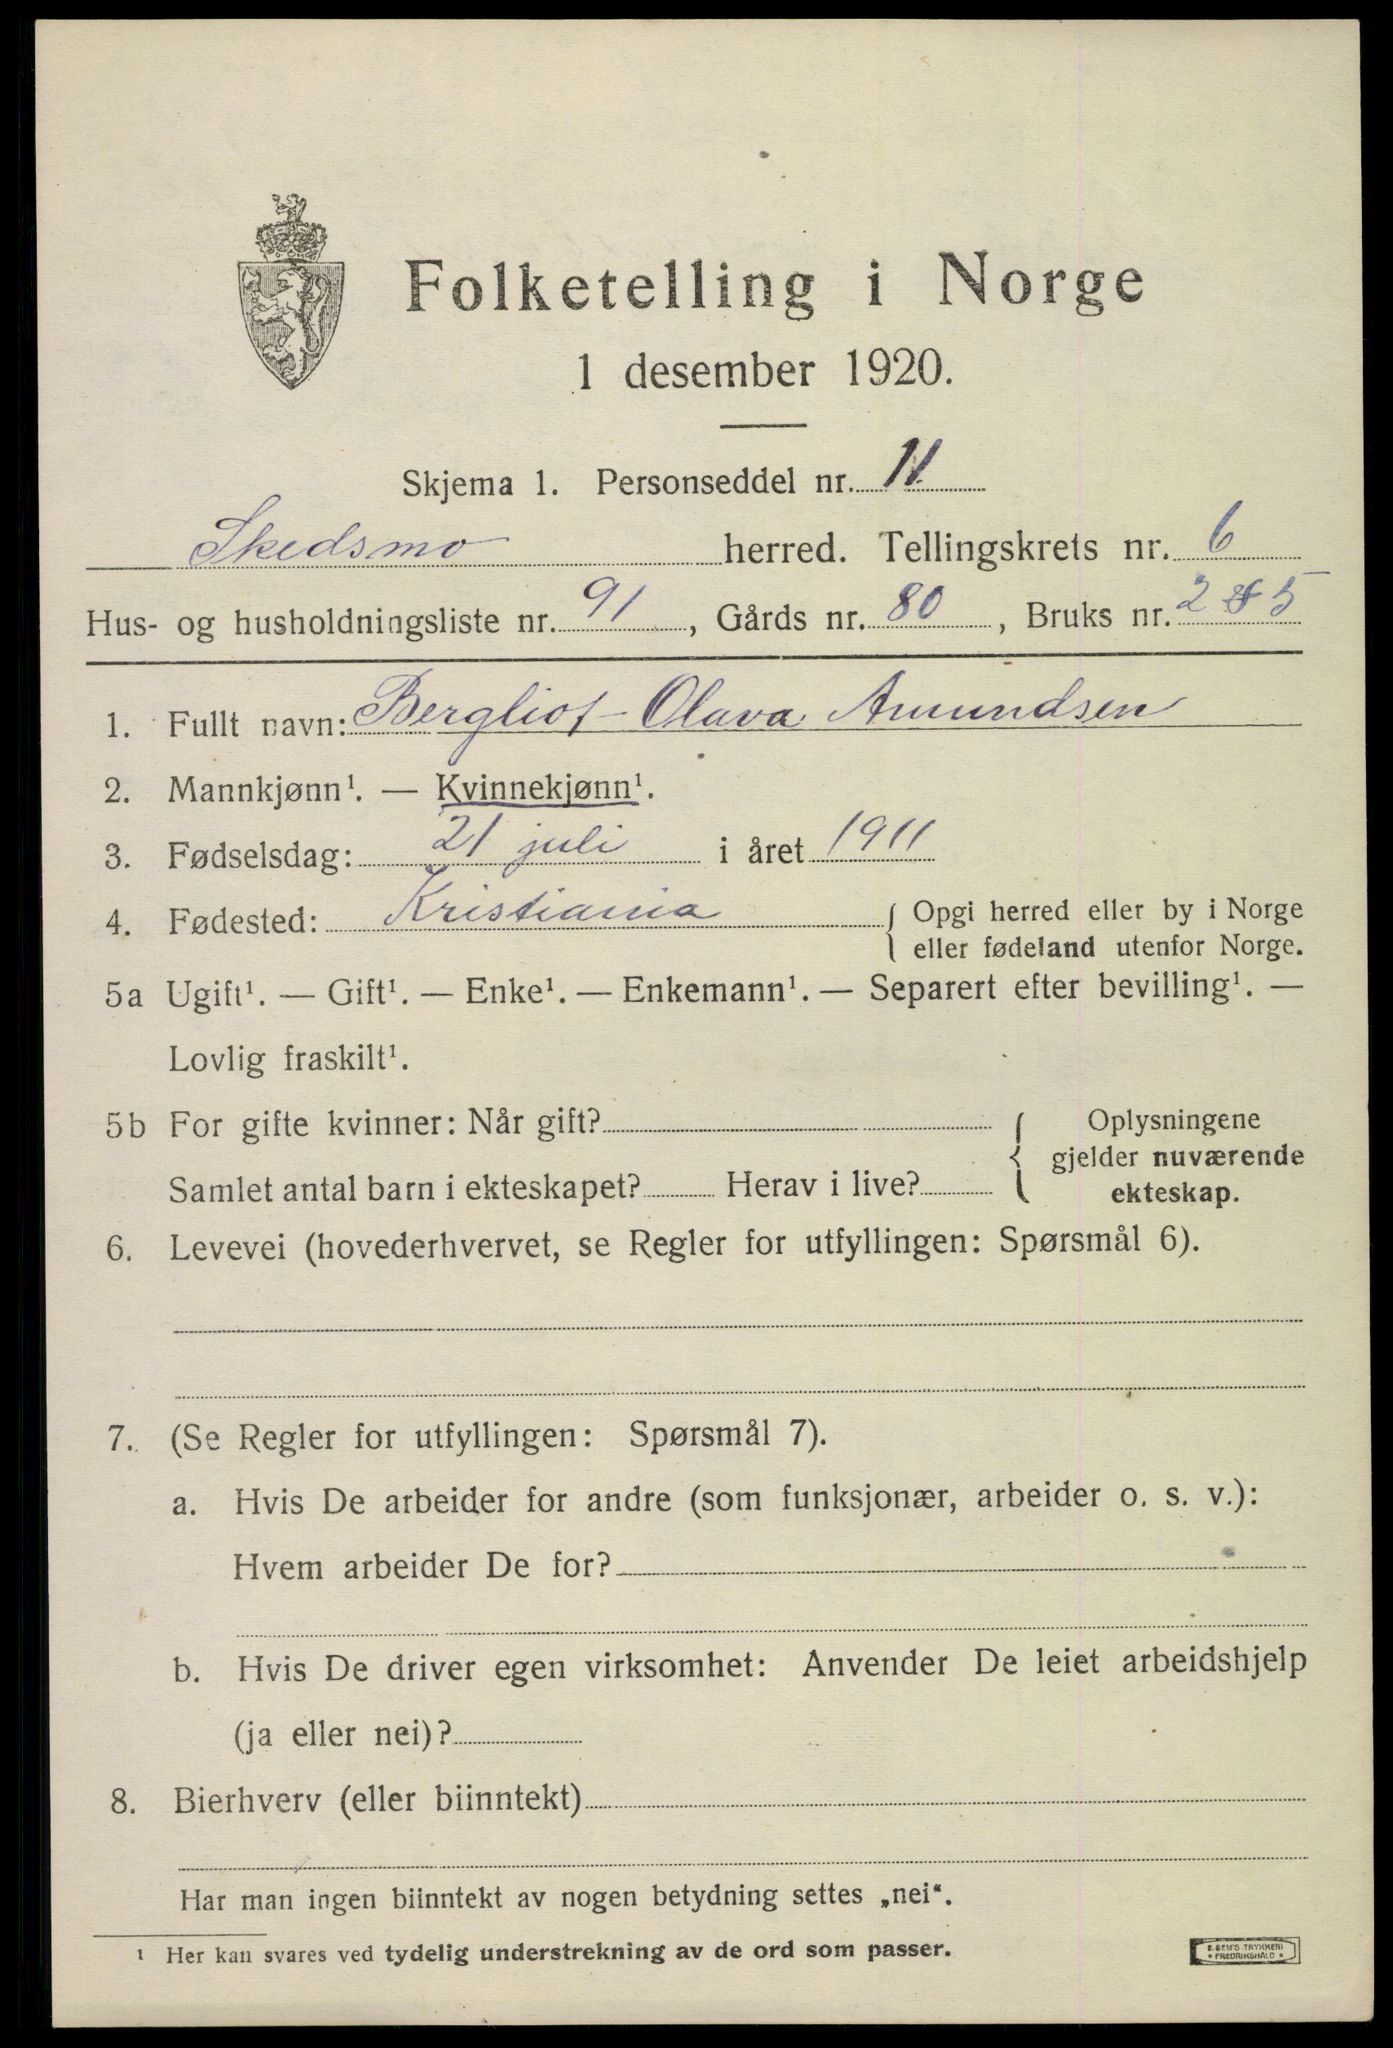 Folketelling i Norge
1 desember 1920.
Skjema 1. Personseddel nr. 11
Skedsmo herred. Tellingskrets nr. 6
Hus- og husholdningsliste nr. 91, Gårds nr. 80, Bruks nr. 2 5
1. Fullt navn: Bergliot Olava Amundsen
2. Mannkjønn¹. — Kvinnekjønn¹.
3. Fødselsdag: 21 juli i året 1911
4. Fødested: Kristiania { Opgi herred eller by i Norge
eller fødeland utenfor Norge.
5a Ugift¹. — Gift¹. — Enke¹. — Enkemann¹. — Separert efter bevilling¹. —
Lovlig fraskilt¹.
5b For gifte kvinner: Når gift? { Oplysningene
gjelder nuværende
Samlet antal barn i ekteskapet? Herav i live? ekteskap.
6. Levevei (hovederhvervet, se Regler for utfyllingen: Spørsmål 6).
7. (Se Regler for utfyllingen: Spørsmål 7).
a. Hvis De arbeider for andre (som funksjonær, arbeider o. s. v.):
Hvem arbeider De for?
b. Hvis De driver egen virksomhet: Anvender De leiet arbeidshjelp
(ja eller nei)?
8. Bierhverv (eller biinntekt)
Har man ingen biinntekt av nogen betydning settes „nei“.
¹ Her kan svares ved tydelig understrekning av de ord som passer.
E. SEM'S TRYKKERI
• FREDRIKSHALD •